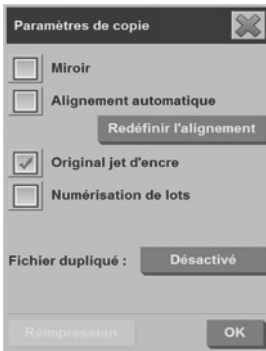 Paramètres de copie
Miroir
Alignement automatique
Redéfinir l'alignement
Original jet d'encre
Numérisation de lots
Fichier dupliqué : Désactivé
Réimpression OK